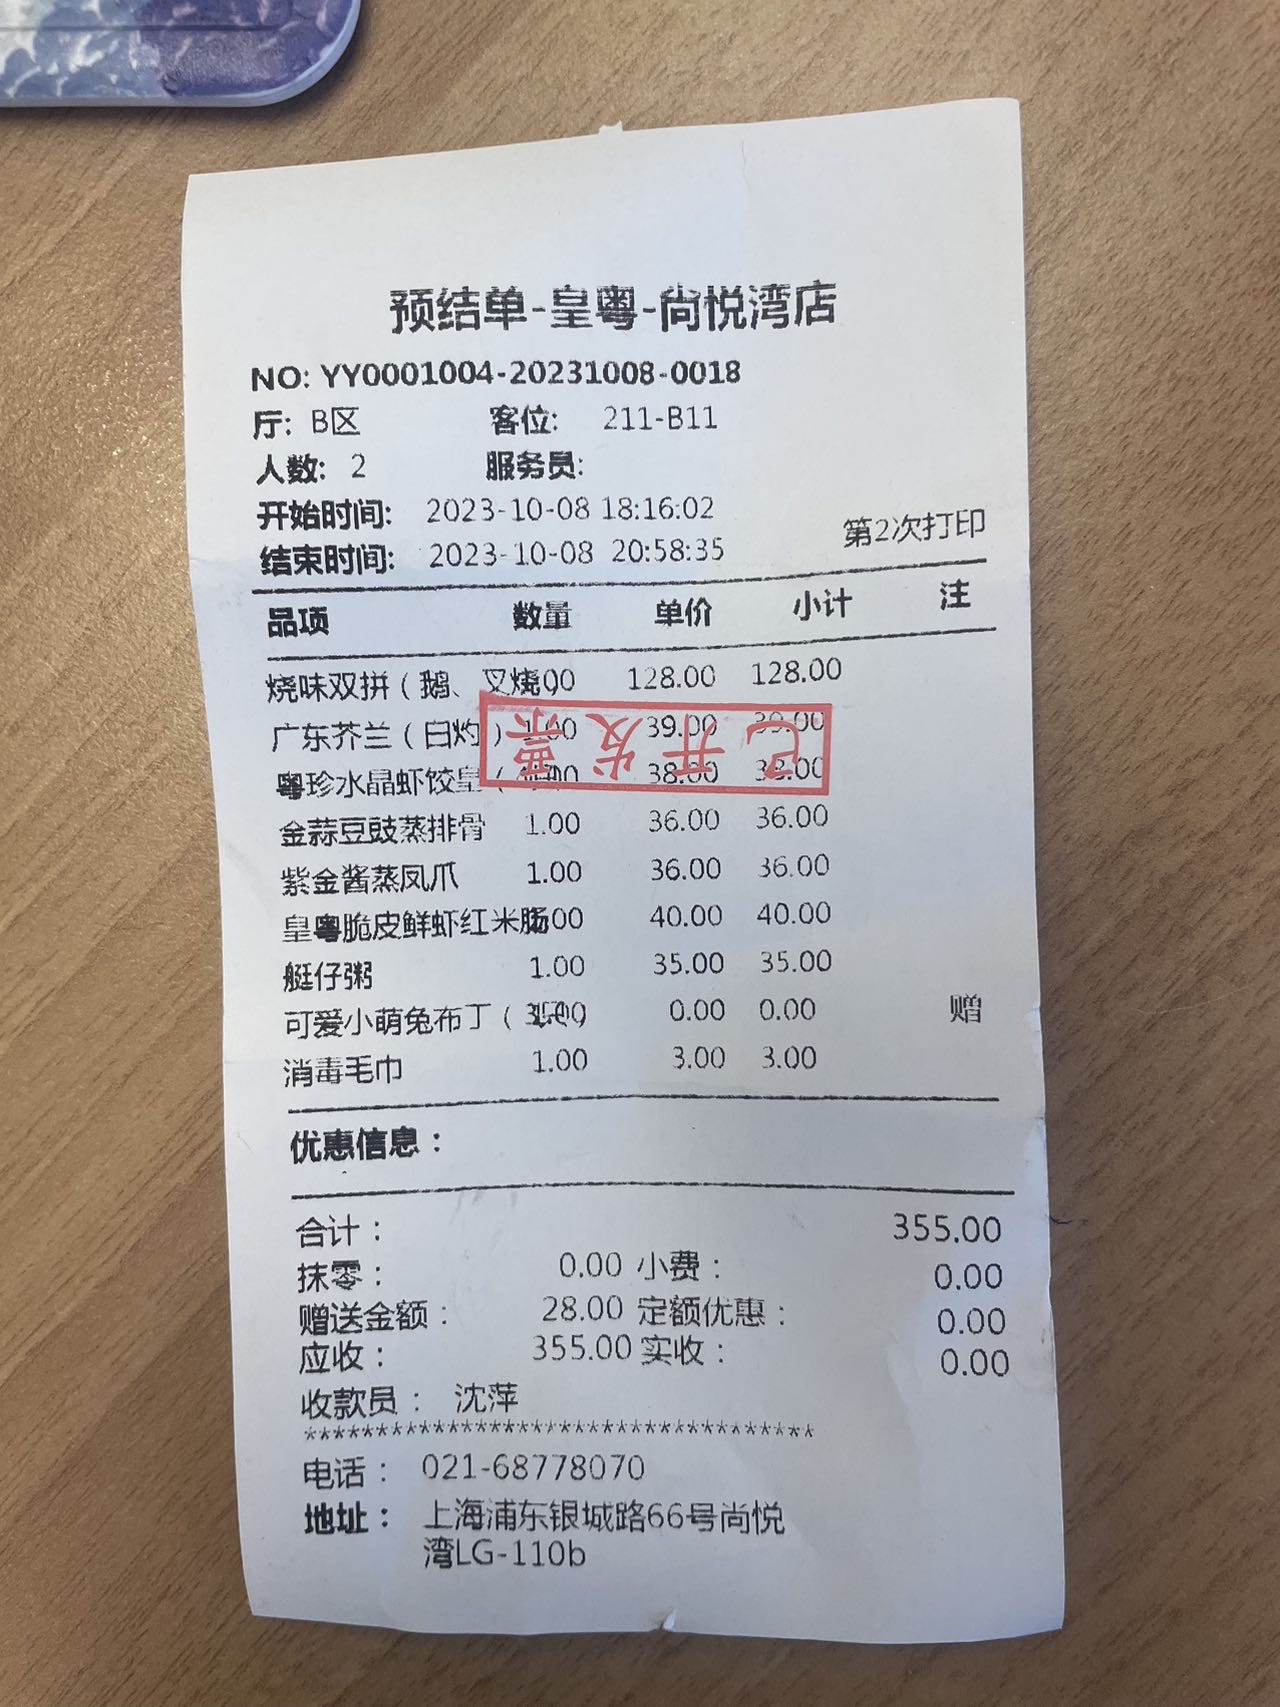 预结单-皇粤-尚悦湾店
NO: YY0001004-20231008-0018
厅: B区 客位: 211-B11
人数: 2 服务员:
开始时间: 2023-10-08 18:16:02
第2次打印
结束时间: 2023-10-08 20:58:35
品项 数量 单价 小计 注
烧味双拼（鹅、叉烧） 128.00 128.00
广东芥兰（白灼） 1.00 39.00 39.00
已开发票
粤珍水晶虾饺皇（ 38.00 38.00
金蒜豆豉蒸排骨 1.00 36.00 36.00
紫金酱蒸凤爪 1.00 36.00 36.00
皇粤脆皮鲜虾红米肠 40.00 40.00
艇仔粥 1.00 35.00 35.00
可爱小萌兔布丁（ 0.00 0.00 赠
消毒毛巾 1.00 3.00 3.00
优惠信息：
合计： 355.00
抹零： 0.00 小费： 0.00
赠送金额： 28.00 定额优惠： 0.00
应收： 355.00 实收： 0.00
收款员： 沈萍
***********************************
电话： 021-68778070
地址： 上海浦东银城路66号尚悦
湾LG-110b